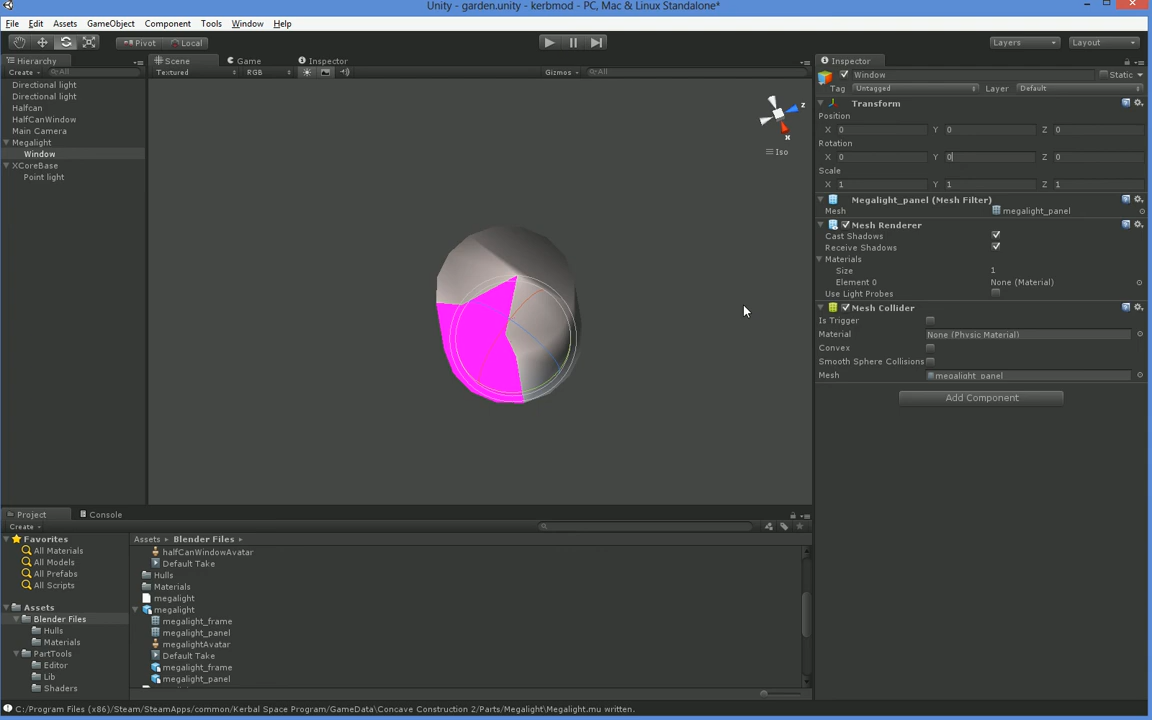 Unity - garden.unity - kerbmod - PC, Mac & Linux Standalone*
File Edit Assets GameObject Component Tools Window Help
Pivot Local Layers Layout
Hierarchy
Create All
Directional light
Directional light
Halfcan
HalfCanWindow
Main Camera
Megalight
Window
XCoreBase
Point light
Scene Game Inspector
Textured RGB Gizmos All
z
x
Iso
Inspector
Window Static
Tag Untagged Layer Default
Transform
Position
X 0 Y 0 Z 0
Rotation
X 0 Y 0 Z 0
Scale
X 1 Y 1 Z 1
Megalight_panel (Mesh Filter)
Mesh megalight_panel
Mesh Renderer
Cast Shadows
Receive Shadows
Materials
Size 1
Element 0 None (Material)
Use Light Probes
Mesh Collider
Is Trigger
Material None (Physic Material)
Convex
Smooth Sphere Collisions
Mesh megalight_panel
Add Component
Project Console
Create
Favorites
All Materials
All Models
All Prefabs
All Scripts
Assets
Blender Files
Hulls
Materials
PartTools
Editor
Lib
Shaders
Assets Blender Files
halfCanWindowAvatar
Default Take
Hulls
Materials
megalight
megalight
megalight_frame
megalight_panel
megalightAvatar
Default Take
megalight_frame
megalight_panel
C:/Program Files (x86)/Steam/SteamApps/common/Kerbal Space Program/GameData\Concave Construction 2/Parts/Megalight\Megalight.mu written.